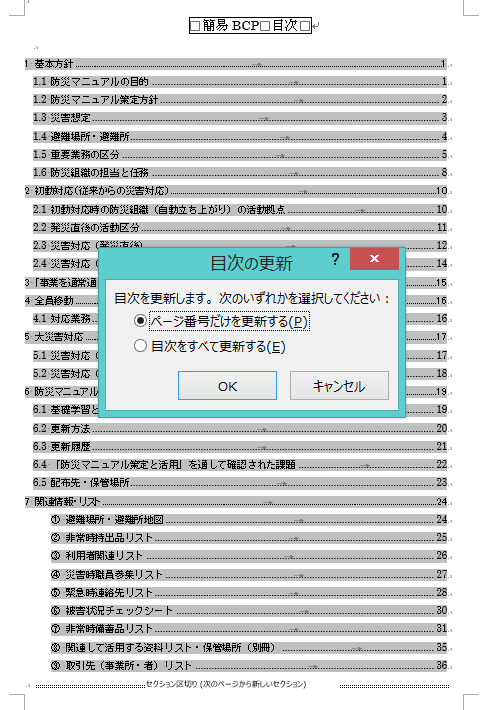 □簡易 BCP□目次□
1 基本方針 1
1.1 防災マニュアルの目的 1
1.2 防災マニュアル策定方針 2
1.3 災害想定 3
1.4 避難場所・避難所 4
1.5 重要業務の区分 5
1.6 防災組織の担当と任務 8
2 初動対応(従来からの災害対応) 10
2.1 初動対応時の防災組織（自動立ち上がり）の活動拠点 10
2.2 発災直後の活動区分 11
2.3 災害対応（発災直後） 12
2.4 災害対応（ 14
3「事業を通常通 15
4 全員移動 16
4.1 対応業務 16
5 大災害対応 17
5.1 災害対応（ 17
5.2 災害対応（ 18
6 防災マニュアル 19
6.1 基礎学習と 19
6.2 更新方法 20
6.3 更新履歴 21
6.4 「防災マニュアル策定と活用」を通して確認された課題 22
6.5 配布先・保管場所 23
7 関連情報・リスト 24
① 避難場所・避難所地図 24
② 非常時持出品リスト 25
③ 利用者関連リスト 26
④ 災害時職員参集リスト 27
⑤ 緊急時連絡先リスト 28
⑥ 被害状況チェックシート 30
⑦ 非常時備蓄品リスト 31
⑧ 関連して活用する資料リスト・保管場所（別冊） 35
⑨ 取引先（事業所・者）リスト 36
セクション区切り (次のページから新しいセクション)
目次の更新 ? x
目次を更新します。次のいずれかを選択してください：
ページ番号だけを更新する(P)
目次をすべて更新する(E)
OK キャンセル